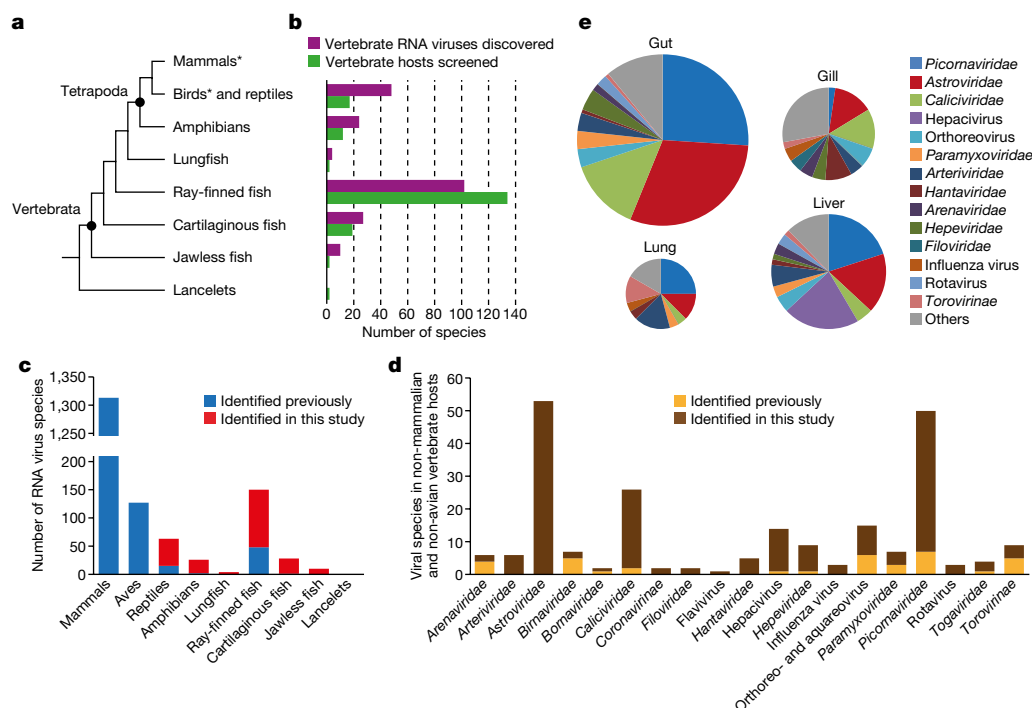 a
Mammals*
Tetrapoda
Birds* and reptiles
Amphibians
Lungfish
Ray-finned fish
Vertebrata
Cartilaginous fish
Jawless fish
Lancelets
b
Vertebrate RNA viruses discovered
Vertebrate hosts screened
0 20 40 60 80 100 120 140
Number of species
e
Gut
Gill
Lung
Liver
Picornaviridae
Astroviridae
Caliciviridae
Hepacivirus
Orthoreovirus
Paramyxoviridae
Arteriviridae
Hantaviridae
Arenaviridae
Hepeviridae
Filoviridae
Influenza virus
Rotavirus
Torovirinae
Others
c
Number of RNA virus species
1,350
1,300
1,250
200
150
100
50
0
Identified previously
Identified in this study
Mammals
Aves
Reptiles
Amphibians
Lungfish
Ray-finned fish
Cartilaginous fish
Jawless fish
Lancelets
d
Viral species in non-mammalian
and non-avian vertebrate hosts
60
50
40
30
20
10
0
Identified previously
Identified in this study
Arenaviridae
Arteriviridae
Astroviridae
Birnaviridae
Bornaviridae
Caliciviridae
Coronavirinae
Filoviridae
Flavivirus
Hantaviridae
Hepacivirus
Hepeviridae
Influenza virus
Orthoreo- and aquareovirus
Paramyxoviridae
Picornaviridae
Rotavirus
Togaviridae
Torovirinae